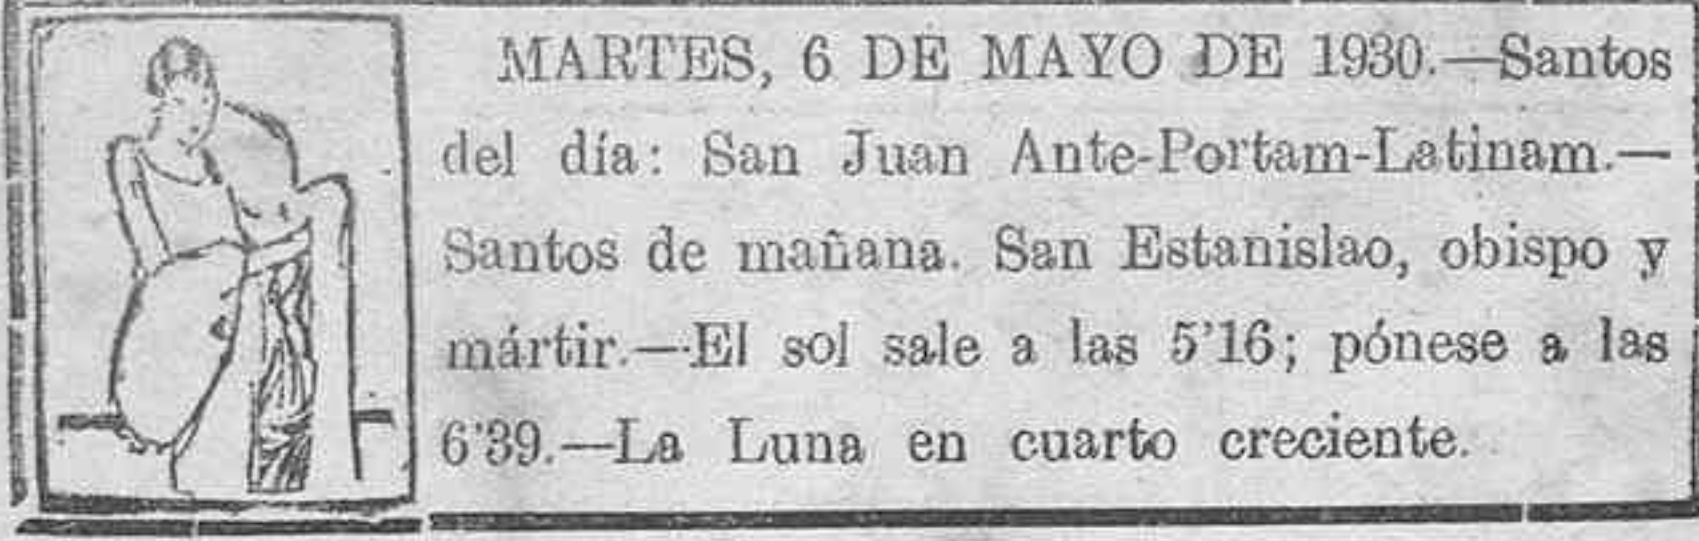 MARTES, 6 DE MAYO DE 1930.—Santos
del día: San Juan Ante-Portam-Latinam.—
Santos de mañana. San Estanislao, obispo y
mártir.—El sol sale a las 5'16; pónese a las
6'39.—La Luna en cuarto creciente.